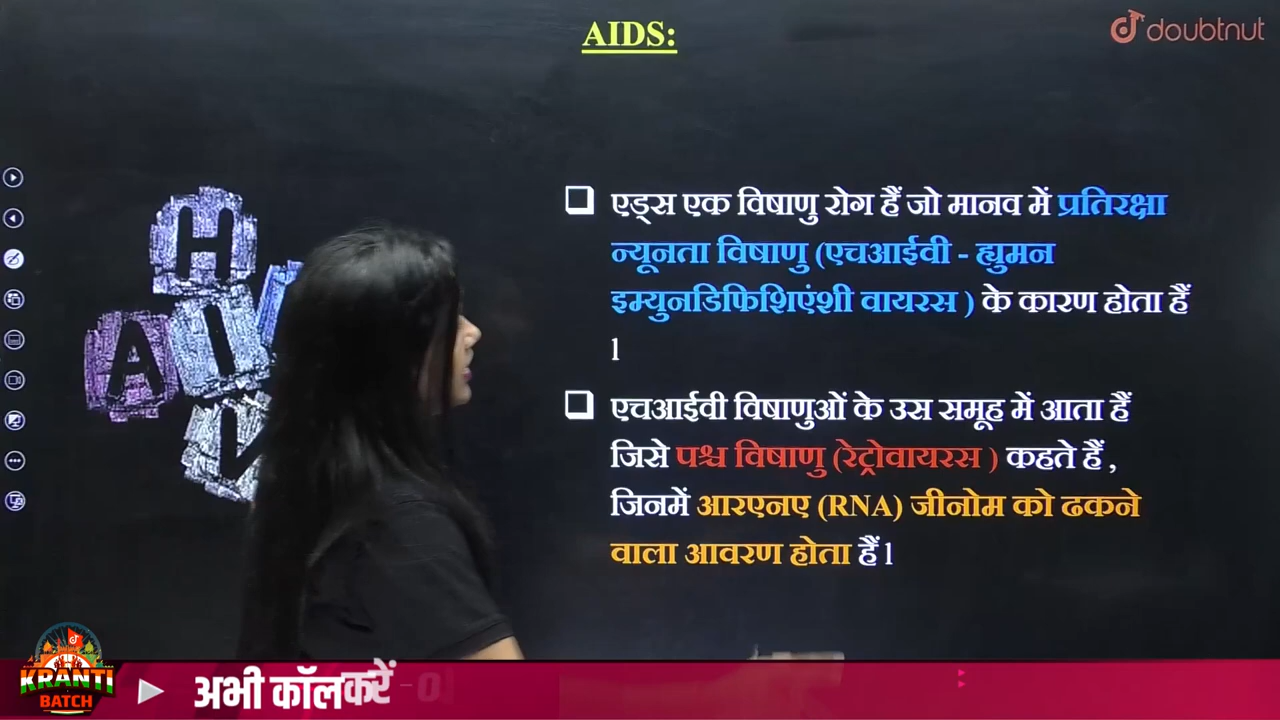 AIDS:
doubtnut
❑ एड्स एक विषाणु रोग हैं जो मानव में प्रतिरक्षा
न्यूनता विषाणु (एचआईवी - ह्युमन
इम्युनडिफिशिएंशी वायरस ) के कारण होता हैं
l
❑ एचआईवी विषाणुओं के उस समूह में आता हैं
जिसे पश्च विषाणु (रेट्रोवायरस ) कहते हैं ,
जिनमें आरएनए (RNA) जीनोम को ढकने
वाला आवरण होता हैं l
H
A I
V
KRANTI
BATCH
अभी कॉल करें